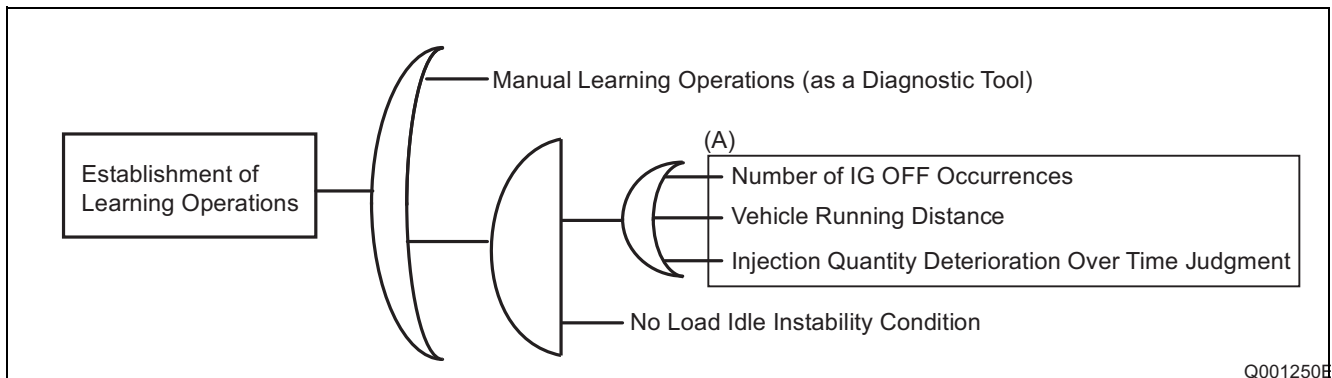 Manual Learning Operations (as a Diagnostic Tool)
(A)
Establishment of
Learning Operations
Number of IG OFF Occurrences
Vehicle Running Distance
Injection Quantity Deterioration Over Time Judgment
No Load Idle Instability Condition
Q001250E